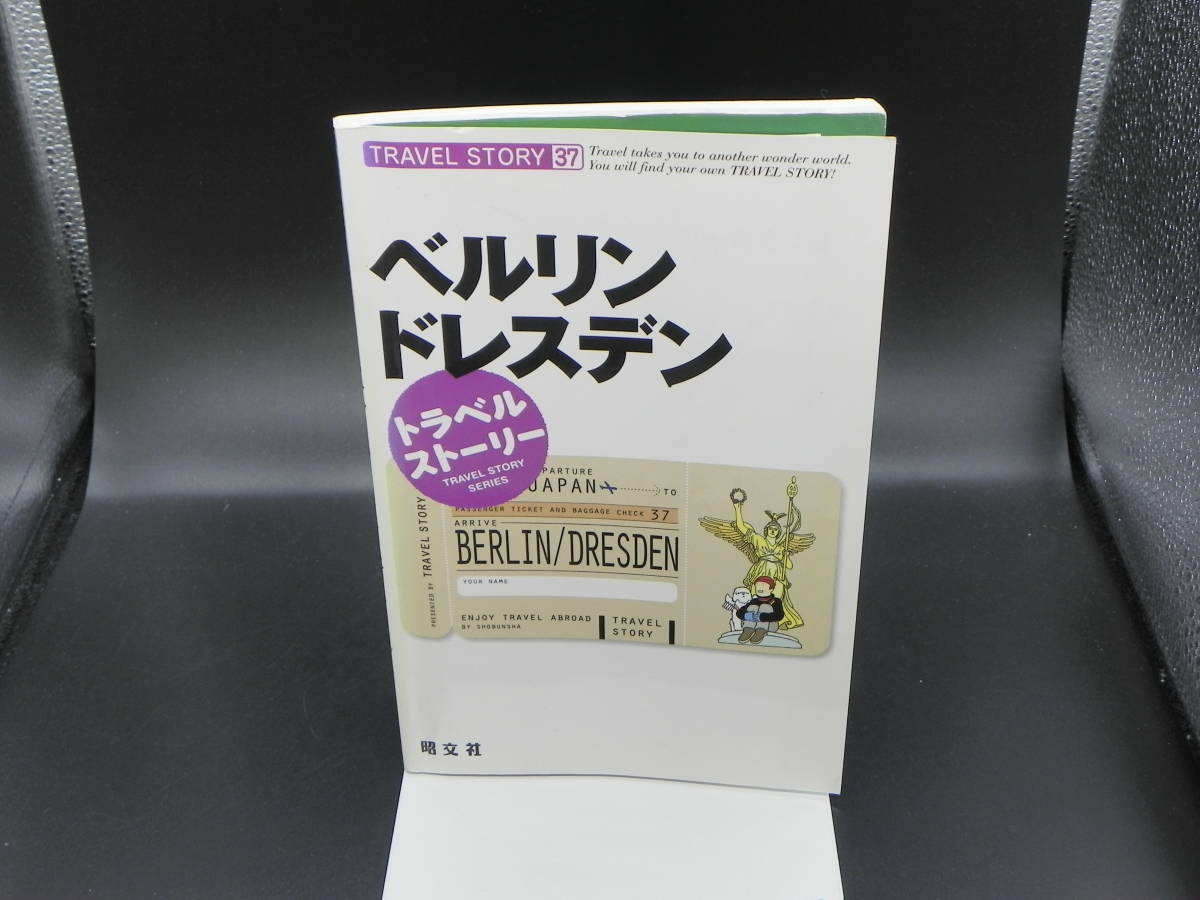 TRAVEL STORY 37
Travel takes you to another wonder world.
You will find your own TRAVEL STORY!
ベルリン
ドレスデン
トラベル
ストーリー
TRAVEL STORY
SERIES
PARTURE
JAPAN TO
PASSENGER TICKET AND BAGGAGE CHECK 37
ARRIVE
BERLIN/DRESDEN
YOUR NAME
ENJOY TRAVEL ABROAD
BY SHOBUNSHA
TRAVEL
STORY
PRESENTED BY TRAVEL STORY
昭文社